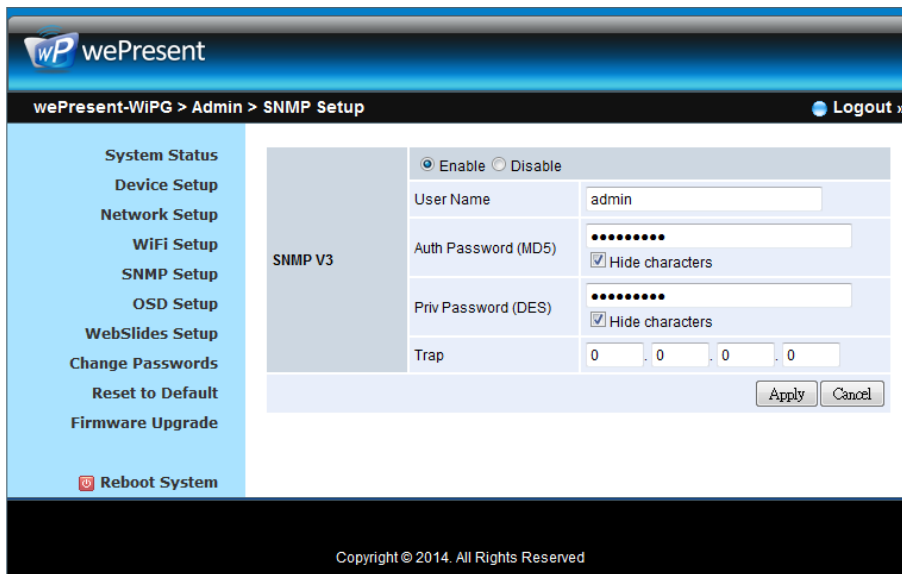 wP wePresent
wePresent-WiPG > Admin > SNMP Setup
Logout »
System Status
Device Setup
Network Setup
WiFi Setup
SNMP Setup
OSD Setup
WebSlides Setup
Change Passwords
Reset to Default
Firmware Upgrade
Reboot System
SNMP V3
Enable Disable
User Name admin
Auth Password (MD5) •••••••••
Hide characters
Priv Password (DES) •••••••••
Hide characters
Trap 0 . 0 . 0 . 0
Apply Cancel
Copyright © 2014. All Rights Reserved